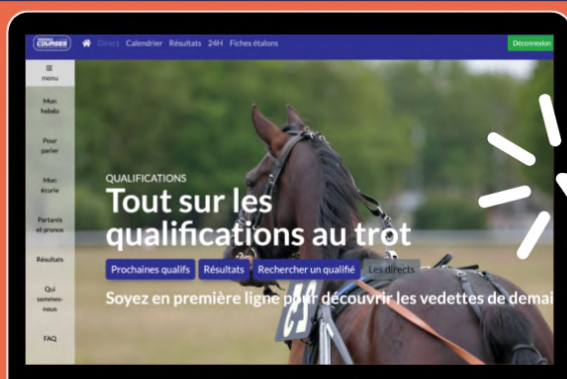 COURSES
Direct Calendrier Résultats 24H Fiches étalons
Déconnexion
menu
Mon
hebdo
Pour
parier
Mon
écurie
Partants
et pronos
Résultats
Qui
sommes-
nous
FAQ
QUALIFICATIONS
Tout sur les
qualifications au trot
Prochaines qualifs Résultats Rechercher un qualifié Les directs
Soyez en première ligne pour découvrir les vedettes de demai